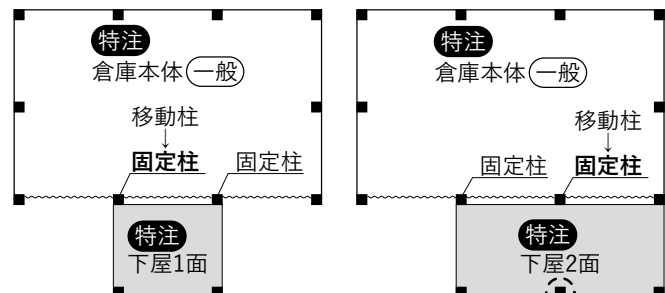 特注
倉庫本体 一般
移動柱
↓
固定柱 固定柱
特注
下屋1面
特注
倉庫本体 一般
移動柱
↓
固定柱 固定柱
特注
下屋2面